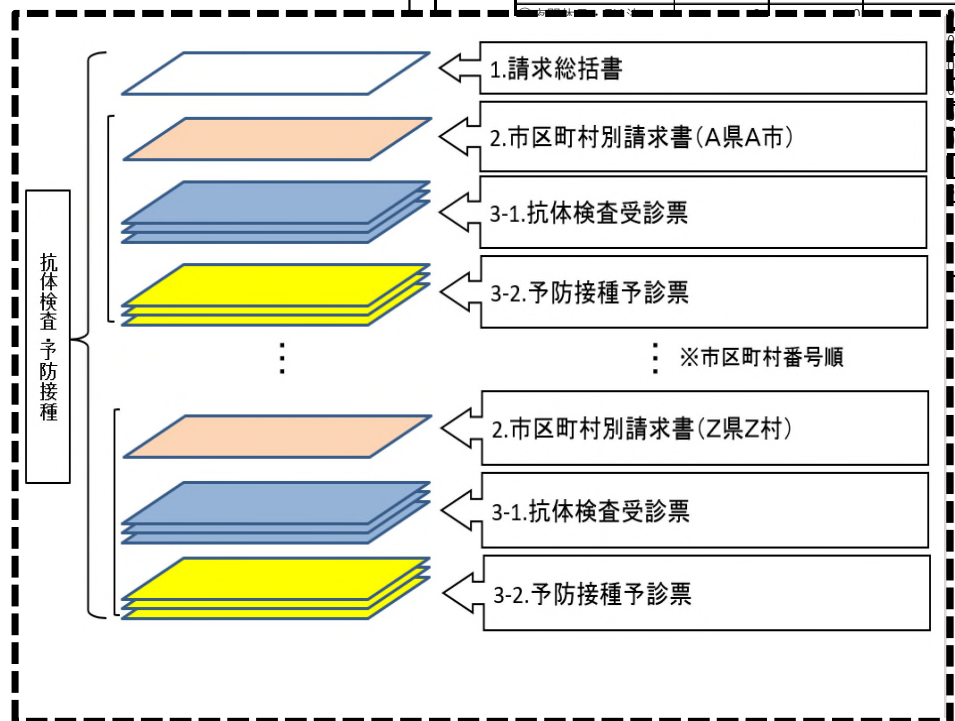 1.請求総括書
2.市区町村別請求書(A県A市)
3-1.抗体検査受診票
3-2.予防接種予診票
⋮
⋮ ※市区町村番号順
2.市区町村別請求書(Z県Z村)
3-1.抗体検査受診票
3-2.予防接種予診票
抗体検査・予防接種